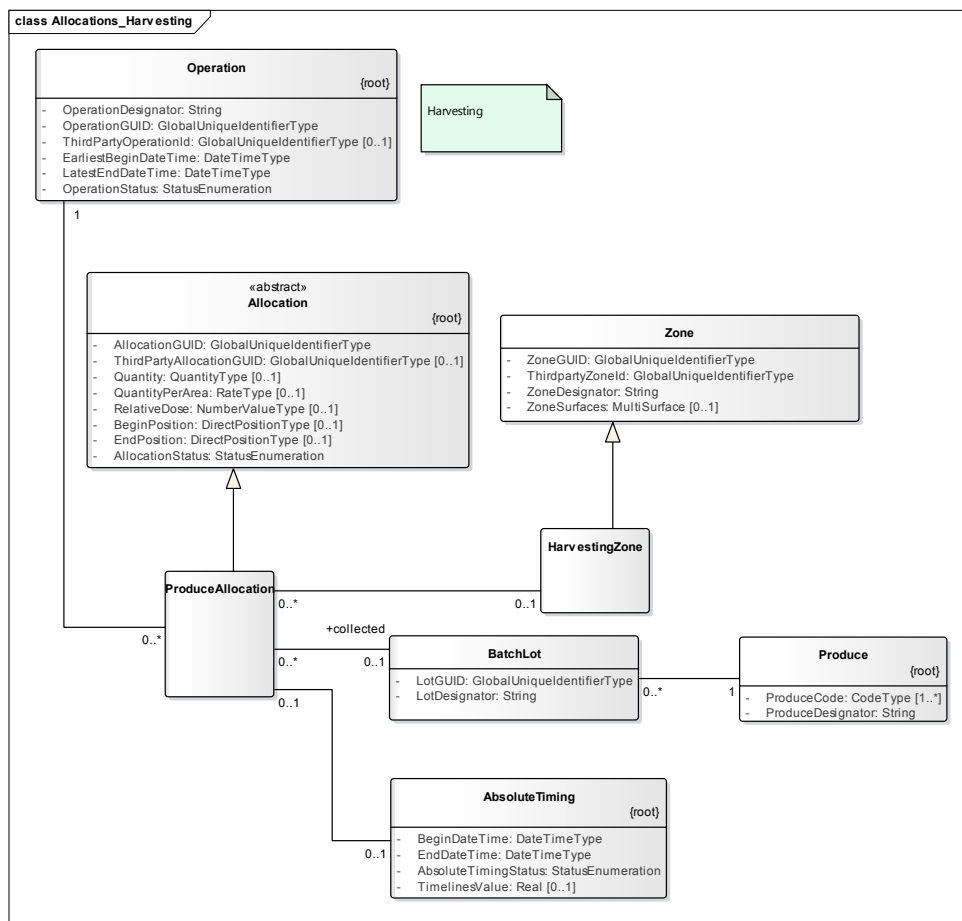 class Allocations_Harvesting
Operation
{root}
- OperationDesignator: String
- OperationGUID: GlobalUniqueIdentifierType
- ThirdPartyOperationId: GlobalUniqueIdentifierType [0..1]
- EarliestBeginDateTime: DateTimeType
- LatestEndDateTime: DateTimeType
- OperationStatus: StatusEnumeration
Harvesting
1
«abstract»
Allocation
{root}
- AllocationGUID: GlobalUniqueIdentifierType
- ThirdPartyAllocationGUID: GlobalUniqueIdentifierType [0..1]
- Quantity: QuantityType [0..1]
- QuantityPerArea: RateType [0..1]
- RelativeDose: NumberValueType [0..1]
- BeginPosition: DirectPositionType [0..1]
- EndPosition: DirectPositionType [0..1]
- AllocationStatus: StatusEnumeration
Zone
- ZoneGUID: GlobalUniqueIdentifierType
- ThirdpartyZoneId: GlobalUniqueIdentifierType
- ZoneDesignator: String
- ZoneSurfaces: MultiSurface [0..1]
HarvestingZone
ProduceAllocation
0..*
0..1
0..*
+collected
0..*
0..1
BatchLot
- LotGUID: GlobalUniqueIdentifierType
- LotDesignator: String
0..*
1
Produce
{root}
- ProduceCode: CodeType [1..*]
- ProduceDesignator: String
0..1
AbsoluteTiming
{root}
- BeginDateTime: DateTimeType
- EndDateTime: DateTimeType
- AbsoluteTimingStatus: StatusEnumeration
- TimelinesValue: Real [0..1]
0..1